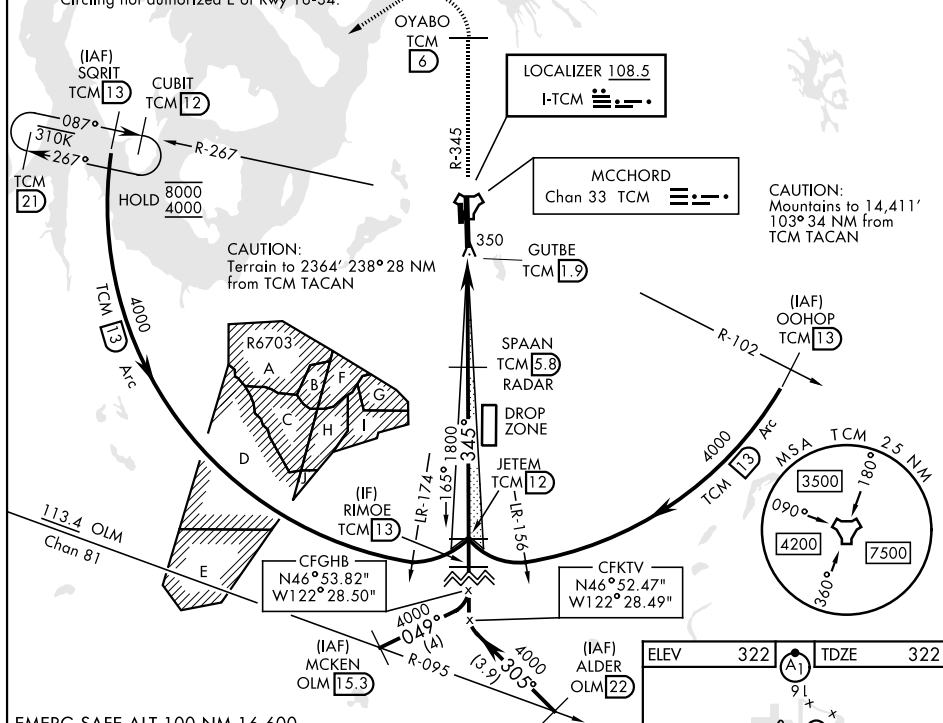 Circling not authorized E of Rwy 16-34.
OYABO
TCM
6
(IAF)
SQRIT
TCM 13
CUBIT
TCM 12
LOCALIZER 108.5
I-TCM
087°
310K
267°
R-267
R-345
TCM
21
HOLD 8000
4000
MCCHORD
Chan 33 TCM
CAUTION:
Mountains to 14,411'
103° 34 NM from
TCM TACAN
350
GUTBE
TCM 1.9
CAUTION:
Terrain to 2364' 238° 28 NM
from TCM TACAN
4000
TCM 13
Arc
(IAF)
OOHOP
TCM 13
R-102
R6703
A
B
F
G
C
H
I
D
J
E
SPAAN
TCM 5.8
RADAR
DROP
ZONE
345°
1800
165°
LR-174
LR-156
JETEM
TCM 12
4000
TCM 13 Arc
(IF)
RIMOE
TCM 13
MSA TCM 25 NM
3500
180°
090°
4200
7500
360°
113.4 OLM
Chan 81
CFGHB
N46° 53.82"
W122° 28.50"
CFKTV
N46° 52.47"
W122° 28.49"
4000
049°
(4)
R-095
4000
305°
(3.9)
(IAF)
MCKEN
OLM 15.3
(IAF)
ALDER
OLM 22
ELEV 322
A1
TDZE 322
91
EMERG SAFE ALT 100 NM 16,600